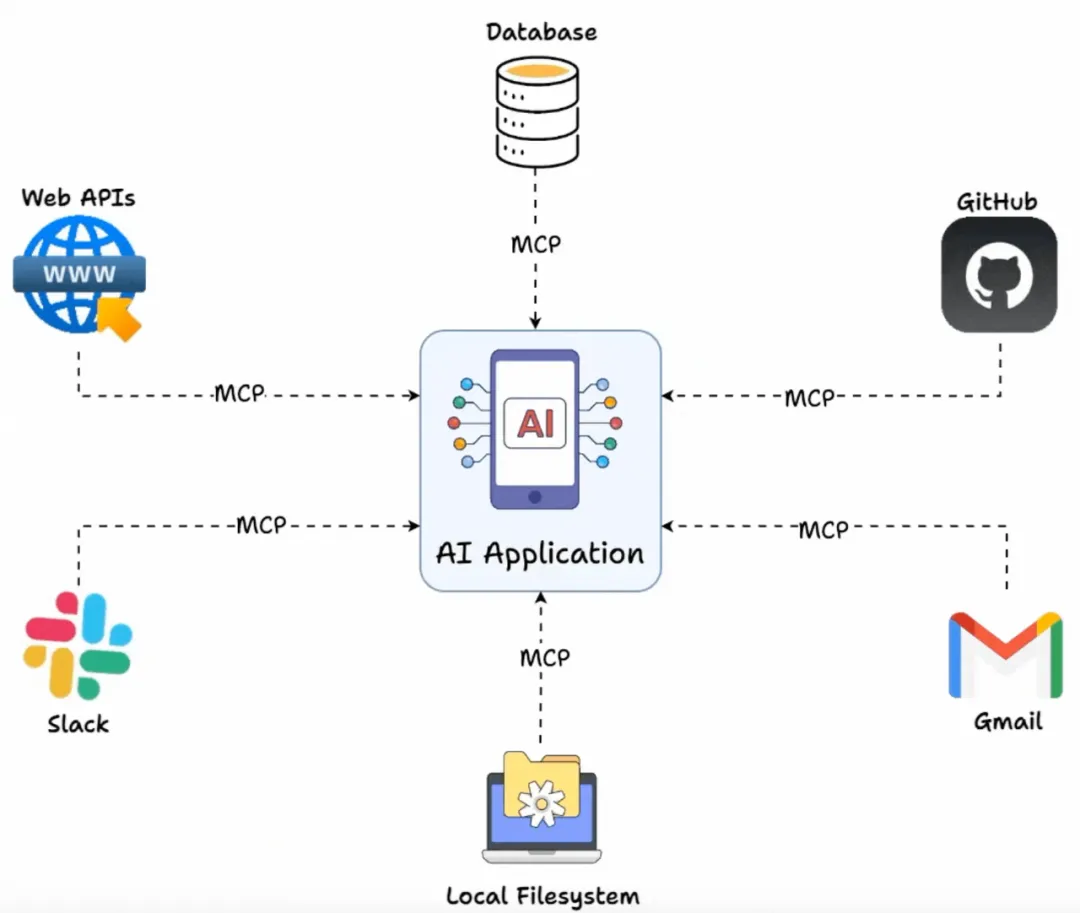 Database
Web APIs
GitHub
WWW
MCP
MCP
MCP
AI
MCP
MCP
AI Application
MCP
Slack
Gmail
Local Filesystem